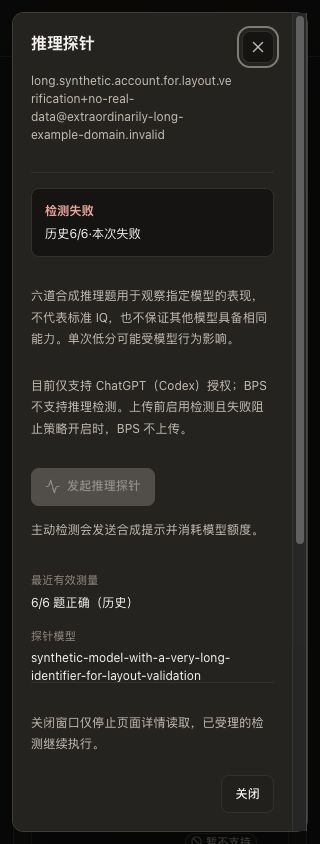 推理探针
long.synthetic.account.for.layout.ve
rification+no-real-
data@extraordinarily-long-
example-domain.invalid
检测失败
历史6/6·本次失败
六道合成推理题用于观察指定模型的表现，
不代表标准 IQ，也不保证其他模型具备相同
能力。单次低分可能受模型行为影响。
目前仅支持 ChatGPT（Codex）授权；BPS
不支持推理检测。上传前启用检测且失败阻
止策略开启时，BPS 不上传。
发起推理探针
主动检测会发送合成提示并消耗模型额度。
最近有效测量
6/6 题正确（历史）
探针模型
synthetic-model-with-a-very-long-
identifier-for-layout-validation
关闭窗口仅停止页面详情读取，已受理的检
测继续执行。
关闭
暂不支持